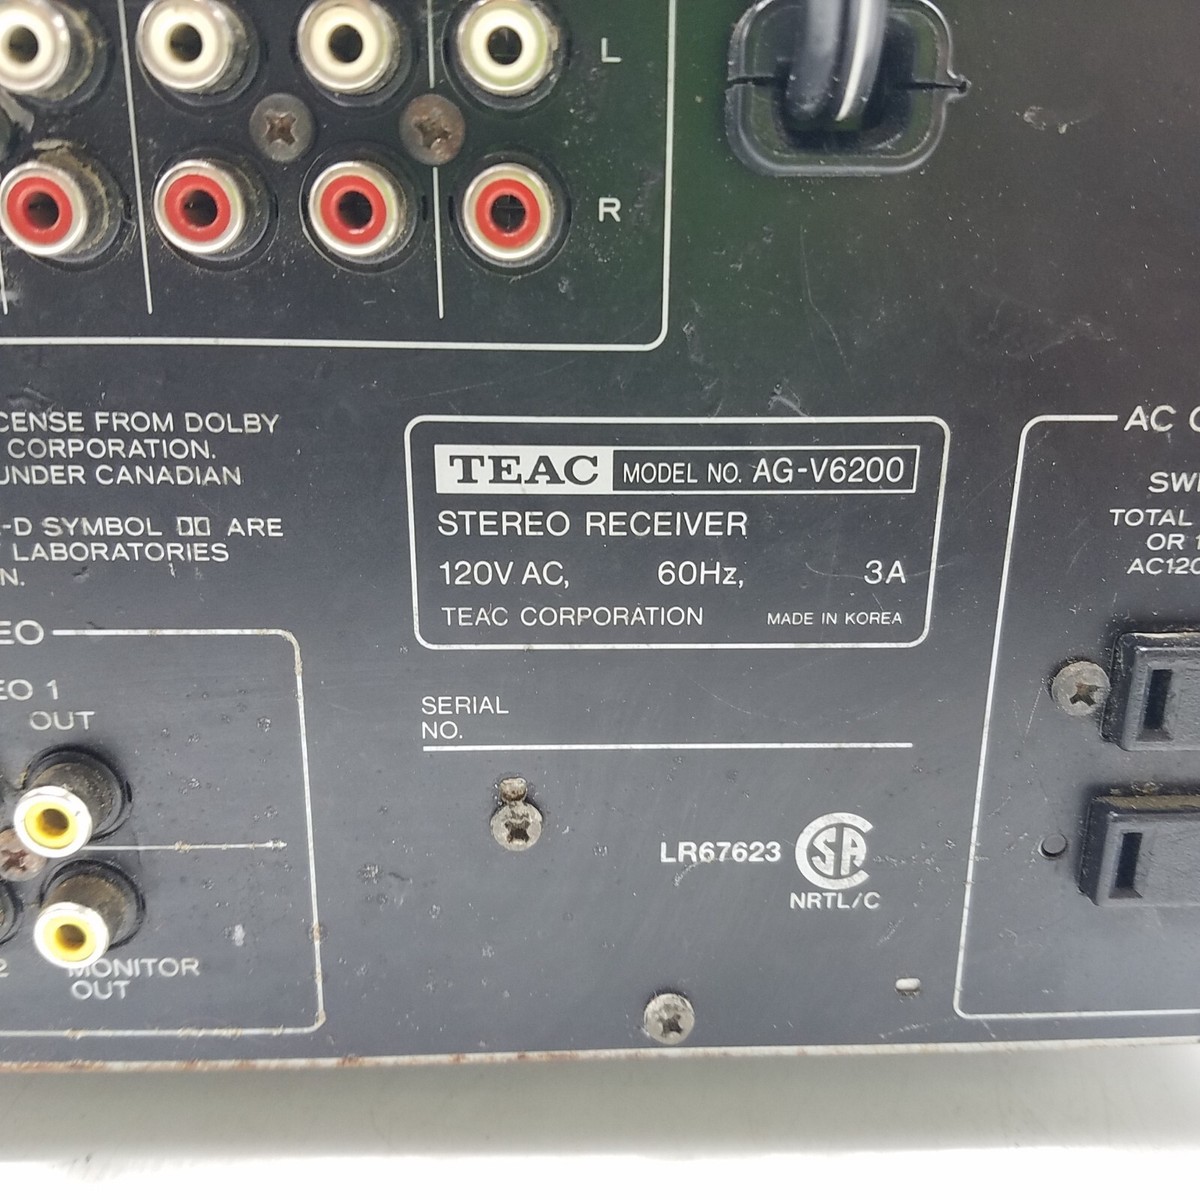 L
R
CENSE FROM DOLBY
CORPORATION.
UNDER CANADIAN
-D SYMBOL ARE
LABORATORIES
N.
TEAC MODEL NO. AG-V6200
STEREO RECEIVER
120V AC, 60Hz, 3A
TEAC CORPORATION MADE IN KOREA
SERIAL
NO.
LR67623 SA
NRTL/C
AC
SW
TOTAL
OR 1
AC120
EO
EO 1
OUT
2 MONITOR
OUT